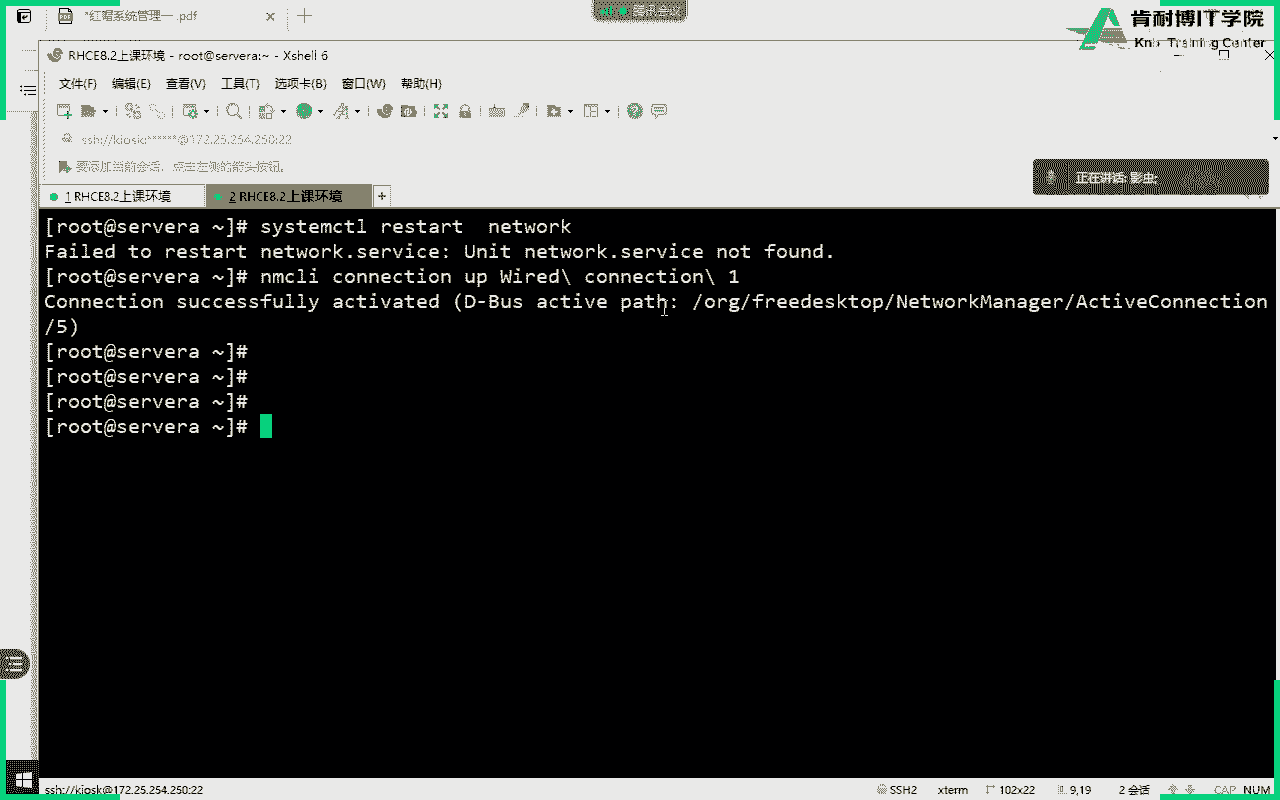 *红帽系统管理一 .pdf
腾讯会议
肯耐博IT学院
Training Center
RHCE8.2上课环境 - root@servera:~ - Xshell 6
文件(F) 编辑(E) 查看(V) 工具(T) 选项卡(B) 窗口(W) 帮助(H)
ssh://kiosk:******@172.25.254.250:22
要添加当前会话，点击左侧的箭头按钮。
正在讲话: 影虫;
1 RHCE8.2上课环境
2 RHCE8.2上课环境
[root@servera ~]# systemctl restart  network
Failed to restart network.service: Unit network.service not found.
[root@servera ~]# nmcli connection up Wired\ connection\ 1
Connection successfully activated (D-Bus active path: /org/freedesktop/NetworkManager/ActiveConnection
/5)
[root@servera ~]#
[root@servera ~]#
[root@servera ~]#
[root@servera ~]#
ssh://kiosk@172.25.254.250:22 SSH2 xterm 102x22 9,19 2 会话 CAP NUM